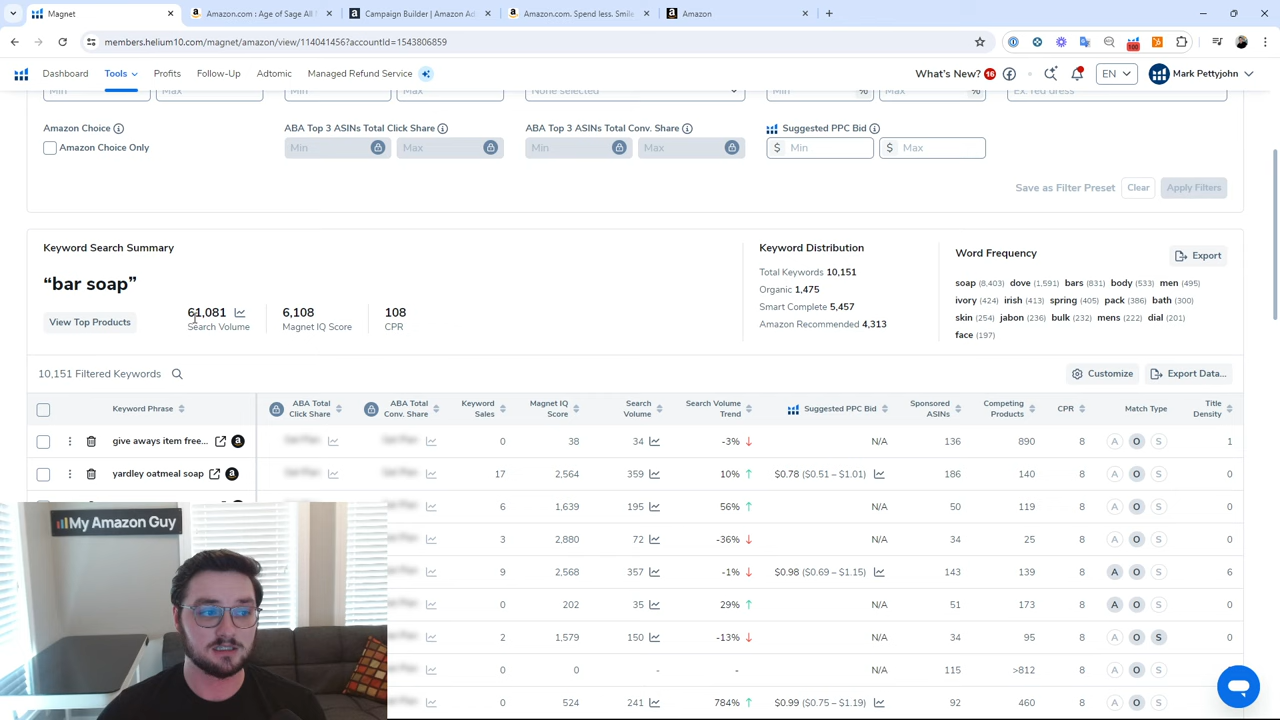 Magnet
Amazon.com : Age of Sage All
Campaign Builder | Amazon Ad
Amazon.com. Spend less. Smile
Amazon
members.helium10.com/magnet/amazon/view/114041456?accountId=1543806859
Dashboard Tools Profits Follow-Up Adtomic Managed Refund Service
What's New? 16 EN Mark Pettyjohn
Min Max Min Max None selected Min % Max % Ex. red dress
Amazon Choice ABA Top 3 ASINs Total Click Share ABA Top 3 ASINs Total Conv. Share Suggested PPC Bid
Amazon Choice Only Min Max Min Max $ Min $ Max
Save as Filter Preset Clear Apply Filters
Keyword Search Summary
“bar soap”
View Top Products
61,081
Search Volume
6,108
Magnet IQ Score
108
CPR
Keyword Distribution
Total Keywords 10,151
Organic 1,475
Smart Complete 5,457
Amazon Recommended 4,313
Word Frequency
Export
soap (8,403) dove (1,591) bars (831) body (533) men (495)
ivory (424) irish (413) spring (405) pack (386) bath (300)
skin (254) jabon (236) bulk (232) mens (222) dial (201)
face (197)
10,151 Filtered Keywords
Customize Export Data...
Keyword Phrase ABA Total Click Share ABA Total Conv. Share Keyword Sales Magnet IQ Score Search Volume Search Volume Trend Suggested PPC Bid Sponsored ASINs Competing Products CPR Match Type Title Density
give aways item free... 0 38 34 -3% N/A 136 890 8 A O S 1
yardley oatmeal soap 17 2,564 359 10% $0.78 ($0.51 – $1.01) 186 140 8 A O S 0
6 1,639 195 56% N/A 50 119 8 A O S 0
3 2,880 72 -36% N/A 34 25 8 A O S 0
9 2,568 357 -1% $0.98 ($0.69 – $1.15) 143 139 8 A O S 0
0 202 35 29% N/A 51 173 8 A O S 0
2 1,579 150 -13% N/A 34 95 8 A O S 0
0 0 - - N/A 115 >812 8 A O S
524 241 784% $0.99 ($0.75 – $1.19) 92 460 8 A O S 0
My Amazon Guy